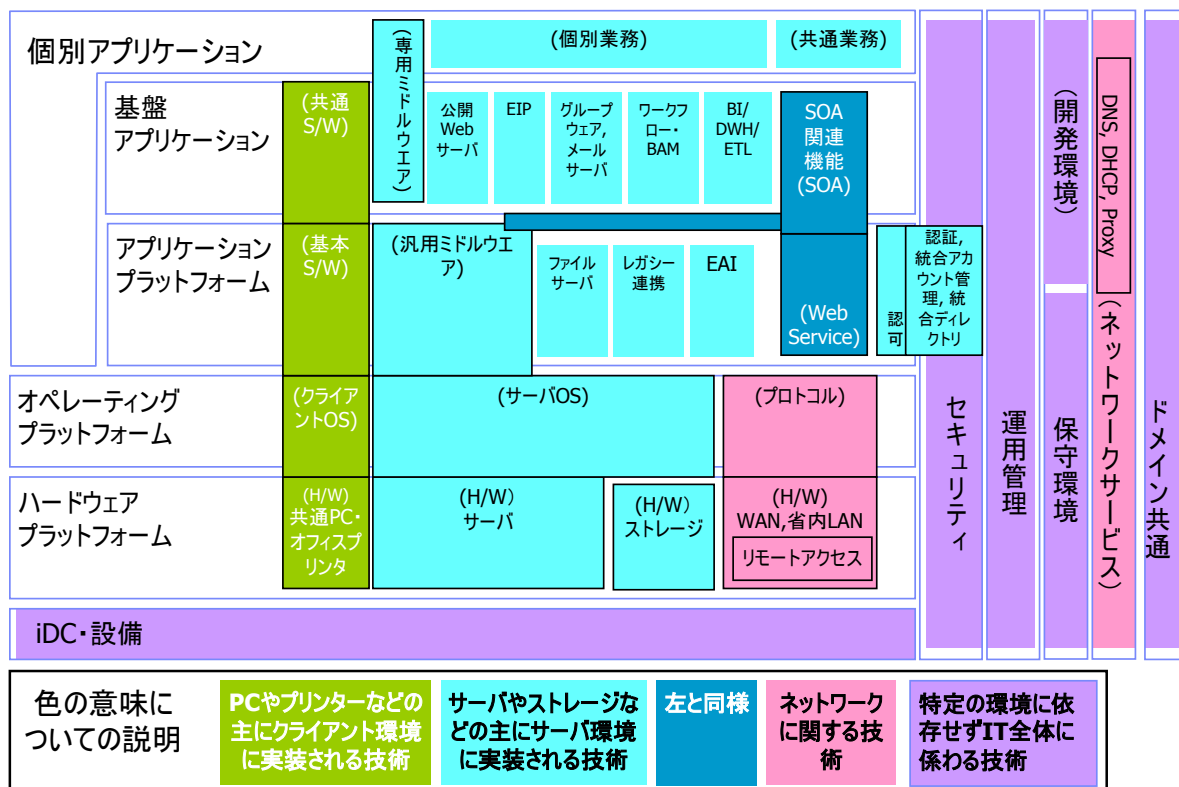 個別アプリケーション
(専用ミドルウエア)
(個別業務)
(共通業務)
基盤
アプリケーション
(共通
S/W)
公開
Web
サーバ
EIP
グループ
ウェア,
メール
サーバ
ワーク
フロー・
BAM
BI/
DWH/
ETL
SOA
関連
機能
(SOA)
アプリケーション
プラットフォーム
(基本
S/W)
(汎用ミドルウエ
ア)
ファイル
サーバ
レガシー
連携
EAI
(Web
Service)
認可
認証,
統合アカ
ウント管
理, 統
合ディレ
クトリ
オペレーティング
プラットフォーム
(クライア
ントOS)
(サーバOS)
(プロトコル)
ハードウェア
プラットフォーム
(H/W)
共通PC・
オフィスプ
リンタ
(H/W)
サーバ
(H/W)
ストレージ
(H/W)
WAN,省内LAN
リモートアクセス
iDC・設備
セキュリティ
運用管理
(開発環境)
保守環境
DNS, DHCP, Proxy
(ネットワークサービス)
ドメイン共通
色の意味に
ついての説明
PCやプリンターなどの
主にクライアント環境
に実装される技術
サーバやストレージな
どの主にサーバ環境
に実装される技術
左と同様
ネットワーク
に関する技
術
特定の環境に依
存せずIT全体に
係わる技術